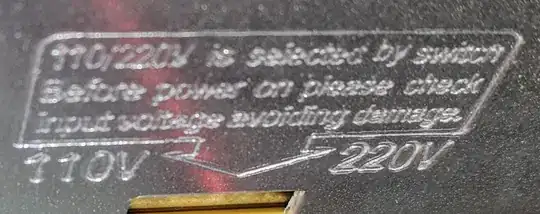 110/220V is selected by switch
Before power on please check
input voltage avoiding damage.
110V 220V